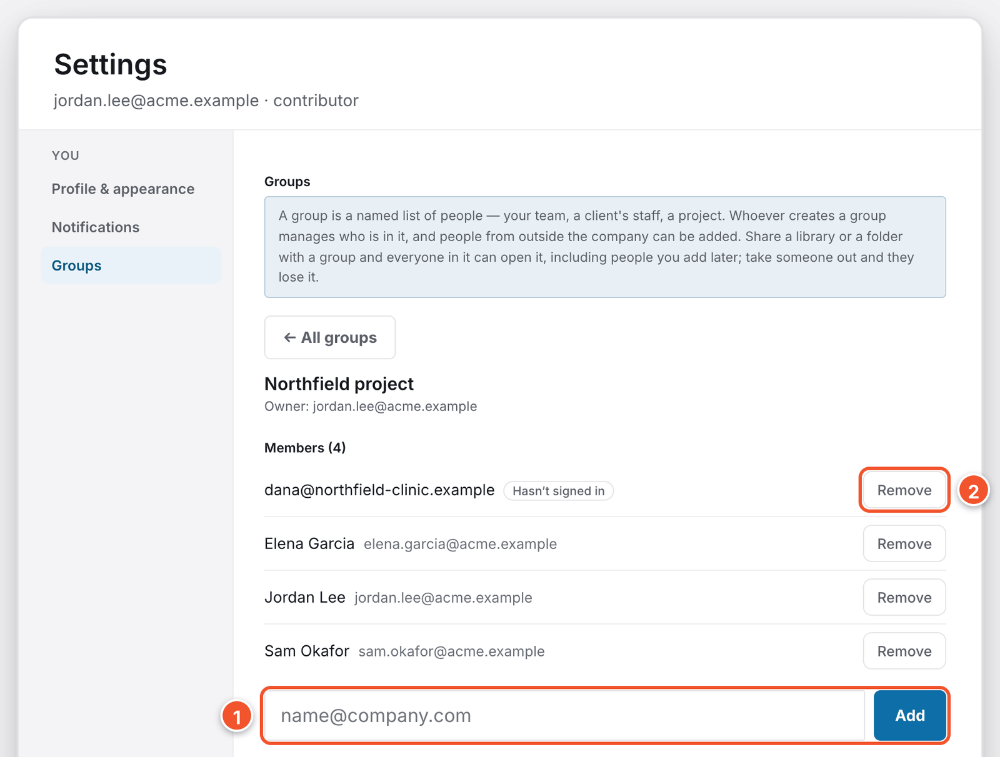 Settings
jordan.lee@acme.example · contributor
YOU
Profile & appearance
Notifications
Groups
Groups
A group is a named list of people — your team, a client's staff, a project. Whoever creates a group
manages who is in it, and people from outside the company can be added. Share a library or a folder
with a group and everyone in it can open it, including people you add later; take someone out and they
lose it.
← All groups
Northfield project
Owner: jordan.lee@acme.example
Members (4)
dana@northfield-clinic.example Hasn’t signed in Remove 2
Elena Garcia elena.garcia@acme.example Remove
Jordan Lee jordan.lee@acme.example Remove
Sam Okafor sam.okafor@acme.example Remove
1 name@company.com Add